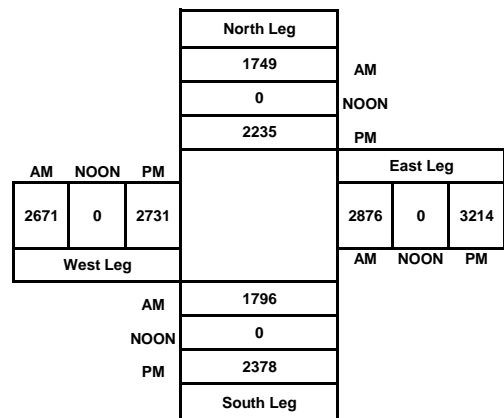 North Leg
1749 AM
0 NOON
2235 PM
AM NOON PM East Leg
2671 0 2731 2876 0 3214
West Leg AM NOON PM
AM 1796
NOON 0
PM 2378
South Leg